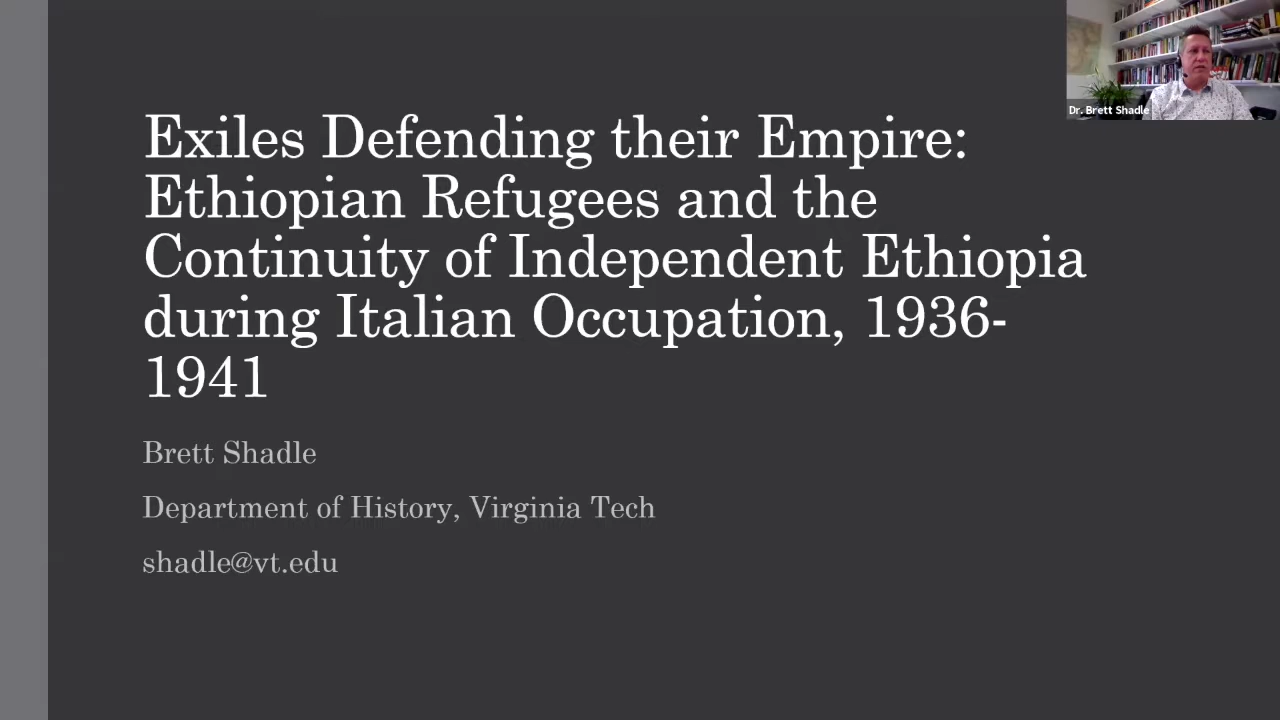 Exiles Defending their Empire:
Ethiopian Refugees and the
Continuity of Independent Ethiopia
during Italian Occupation, 1936-
1941
Brett Shadle
Department of History, Virginia Tech
shadle@vt.edu
Dr. Brett Shadle